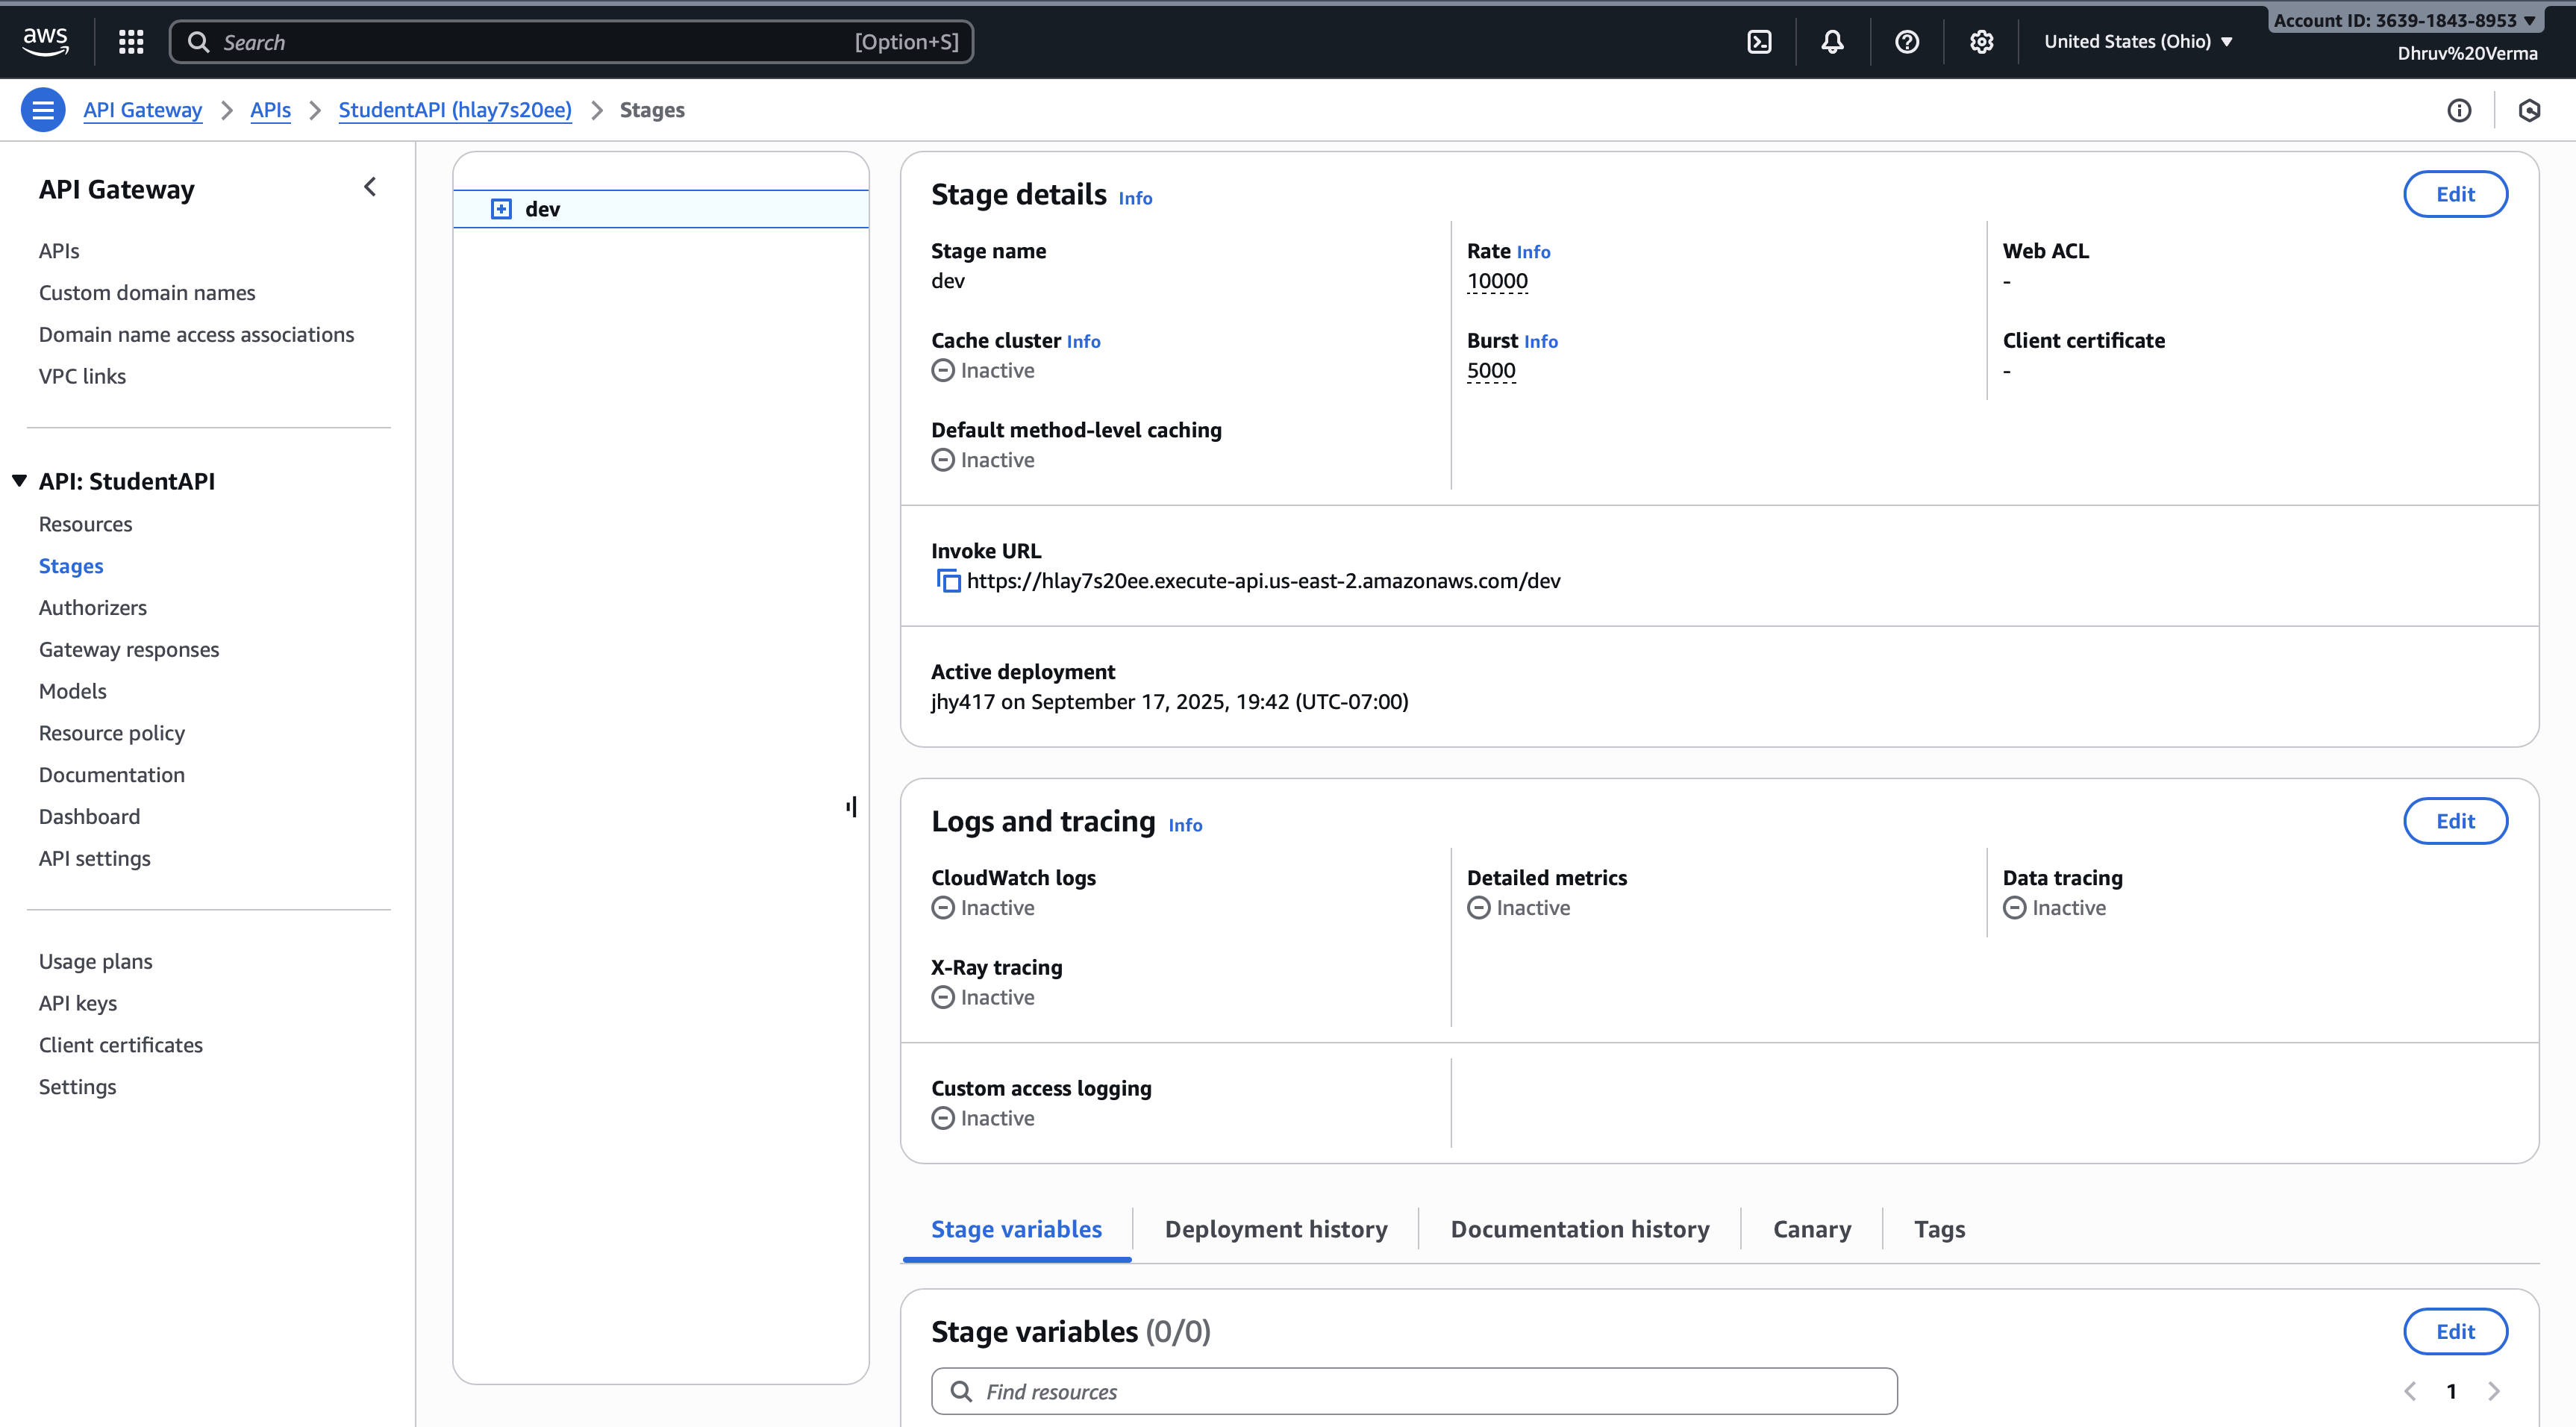 aws
Search [Option+S]
United States (Ohio)
Account ID: 3639-1843-8953
Dhruv%20Verma
API Gateway
APIs
StudentAPI (hlay7s20ee)
Stages
API Gateway
APIs
Custom domain names
Domain name access associations
VPC links
API: StudentAPI
Resources
Stages
Authorizers
Gateway responses
Models
Resource policy
Documentation
Dashboard
API settings
Usage plans
API keys
Client certificates
Settings
dev
Stage details Info
Edit
Stage name
dev
Rate Info
10000
Web ACL
-
Cache cluster Info
Inactive
Burst Info
5000
Client certificate
-
Default method-level caching
Inactive
Invoke URL
https://hlay7s20ee.execute-api.us-east-2.amazonaws.com/dev
Active deployment
jhy417 on September 17, 2025, 19:42 (UTC-07:00)
Logs and tracing Info
Edit
CloudWatch logs
Inactive
Detailed metrics
Inactive
Data tracing
Inactive
X-Ray tracing
Inactive
Custom access logging
Inactive
Stage variables
Deployment history
Documentation history
Canary
Tags
Stage variables (0/0)
Edit
Find resources
1